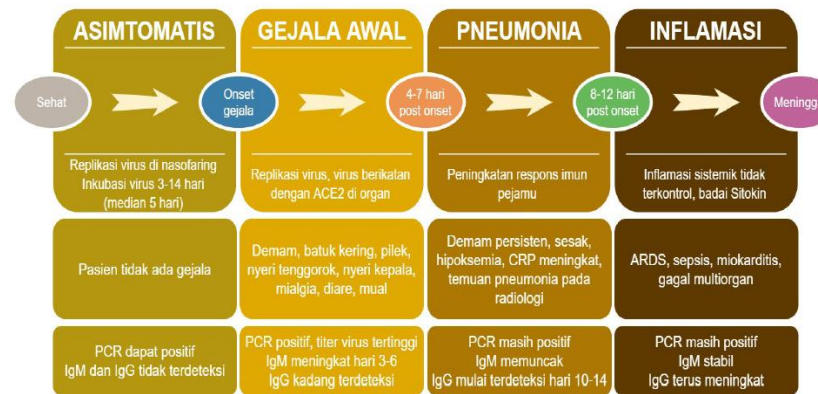 ASIMTOMATIS
GEJALA AWAL
PNEUMONIA
INFLAMASI
Sehat
Onset
gejala
4-7 hari
post onset
8-12 hari
post onset
Meningga
Replikasi virus di nasofaring
Inkubasi virus 3-14 hari
(median 5 hari)
Replikasi virus, virus berikatan
dengan ACE2 di organ
Peningkatan respons imun
pejamu
Inflamasi sistemik tidak
terkontrol, badai Sitokin
Pasien tidak ada gejala
Demam, batuk kering, pilek,
nyeri tenggorok, nyeri kepala,
mialgia, diare, mual
Demam persisten, sesak,
hipoksemia, CRP meningkat,
temuan pneumonia pada
radiologi
ARDS, sepsis, miokarditis,
gagal multiorgan
PCR dapat positif
IgM dan IgG tidak terdeteksi
PCR positif, titer virus tertinggi
IgM meningkat hari 3-6
IgG kadang terdeteksi
PCR masih positif
IgM memuncak
IgG mulai terdeteksi hari 10-14
PCR masih positif
IgM stabil
IgG terus meningkat